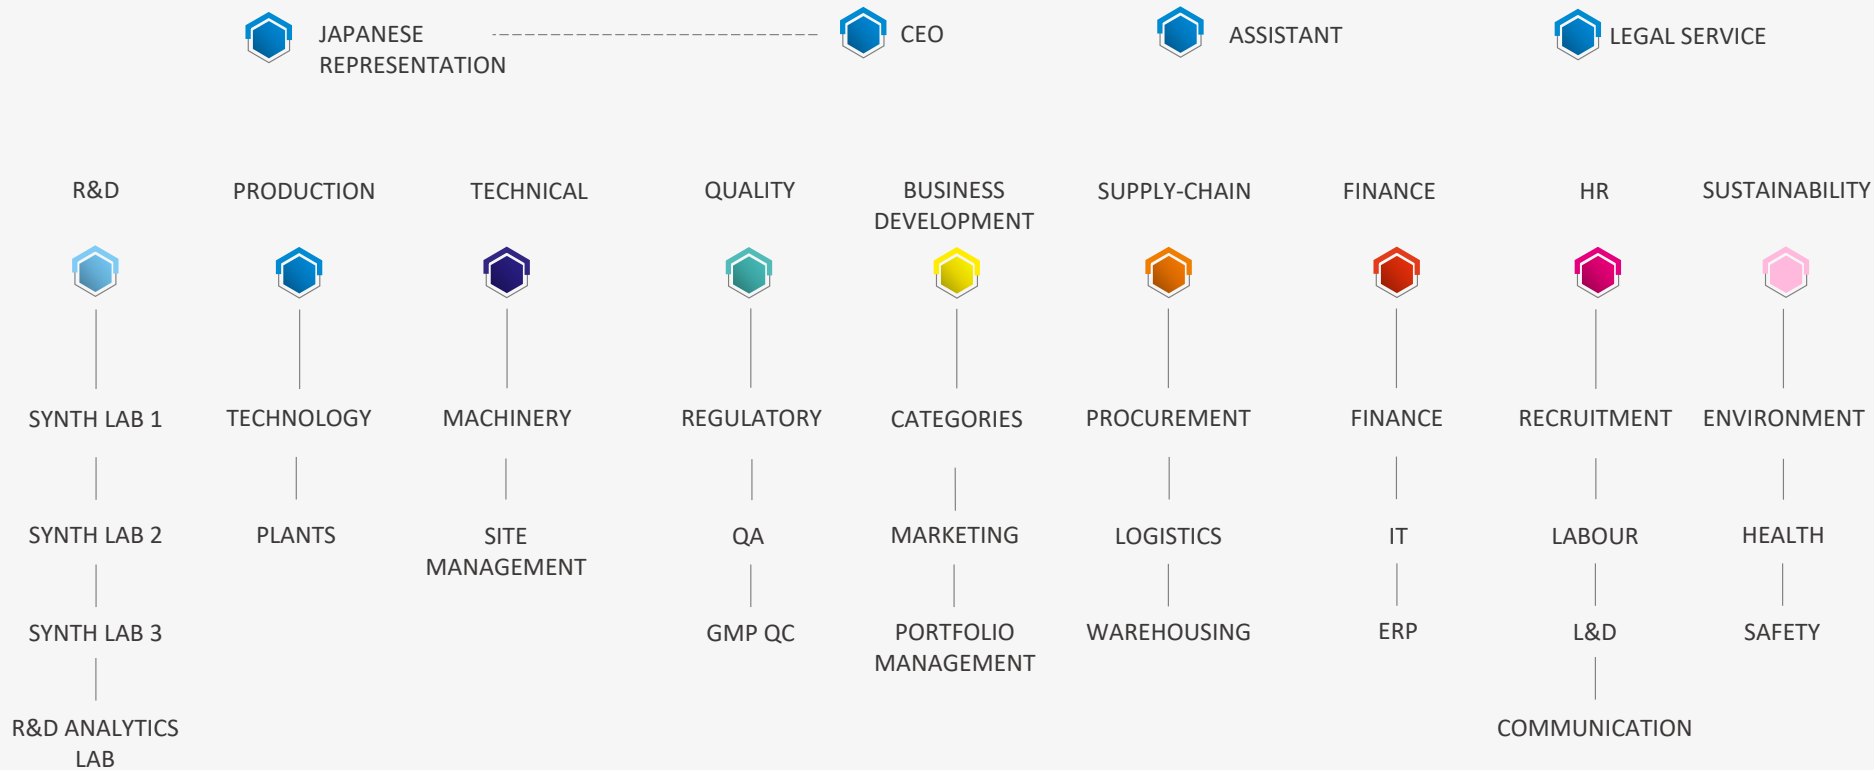 JAPANESE
REPRESENTATION
CEO
ASSISTANT
LEGAL SERVICE
R&D
PRODUCTION
TECHNICAL
QUALITY
BUSINESS
DEVELOPMENT
SUPPLY-CHAIN
FINANCE
HR
SUSTAINABILITY
SYNTH LAB 1
TECHNOLOGY
MACHINERY
REGULATORY
CATEGORIES
PROCUREMENT
FINANCE
RECRUITMENT
ENVIRONMENT
SYNTH LAB 2
PLANTS
SITE
MANAGEMENT
QA
MARKETING
LOGISTICS
IT
LABOUR
HEALTH
SYNTH LAB 3
GMP QC
PORTFOLIO
MANAGEMENT
WAREHOUSING
ERP
L&D
SAFETY
R&D ANALYTICS
LAB
COMMUNICATION